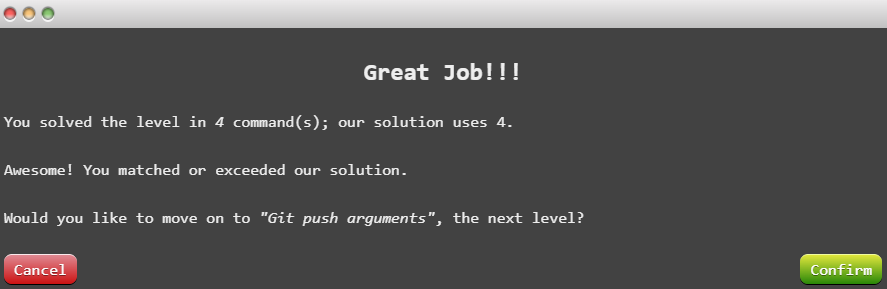 Great Job!!!
You solved the level in 4 command(s); our solution uses 4.
Awesome! You matched or exceeded our solution.
Would you like to move on to "Git push arguments", the next level?
Cancel
Confirm